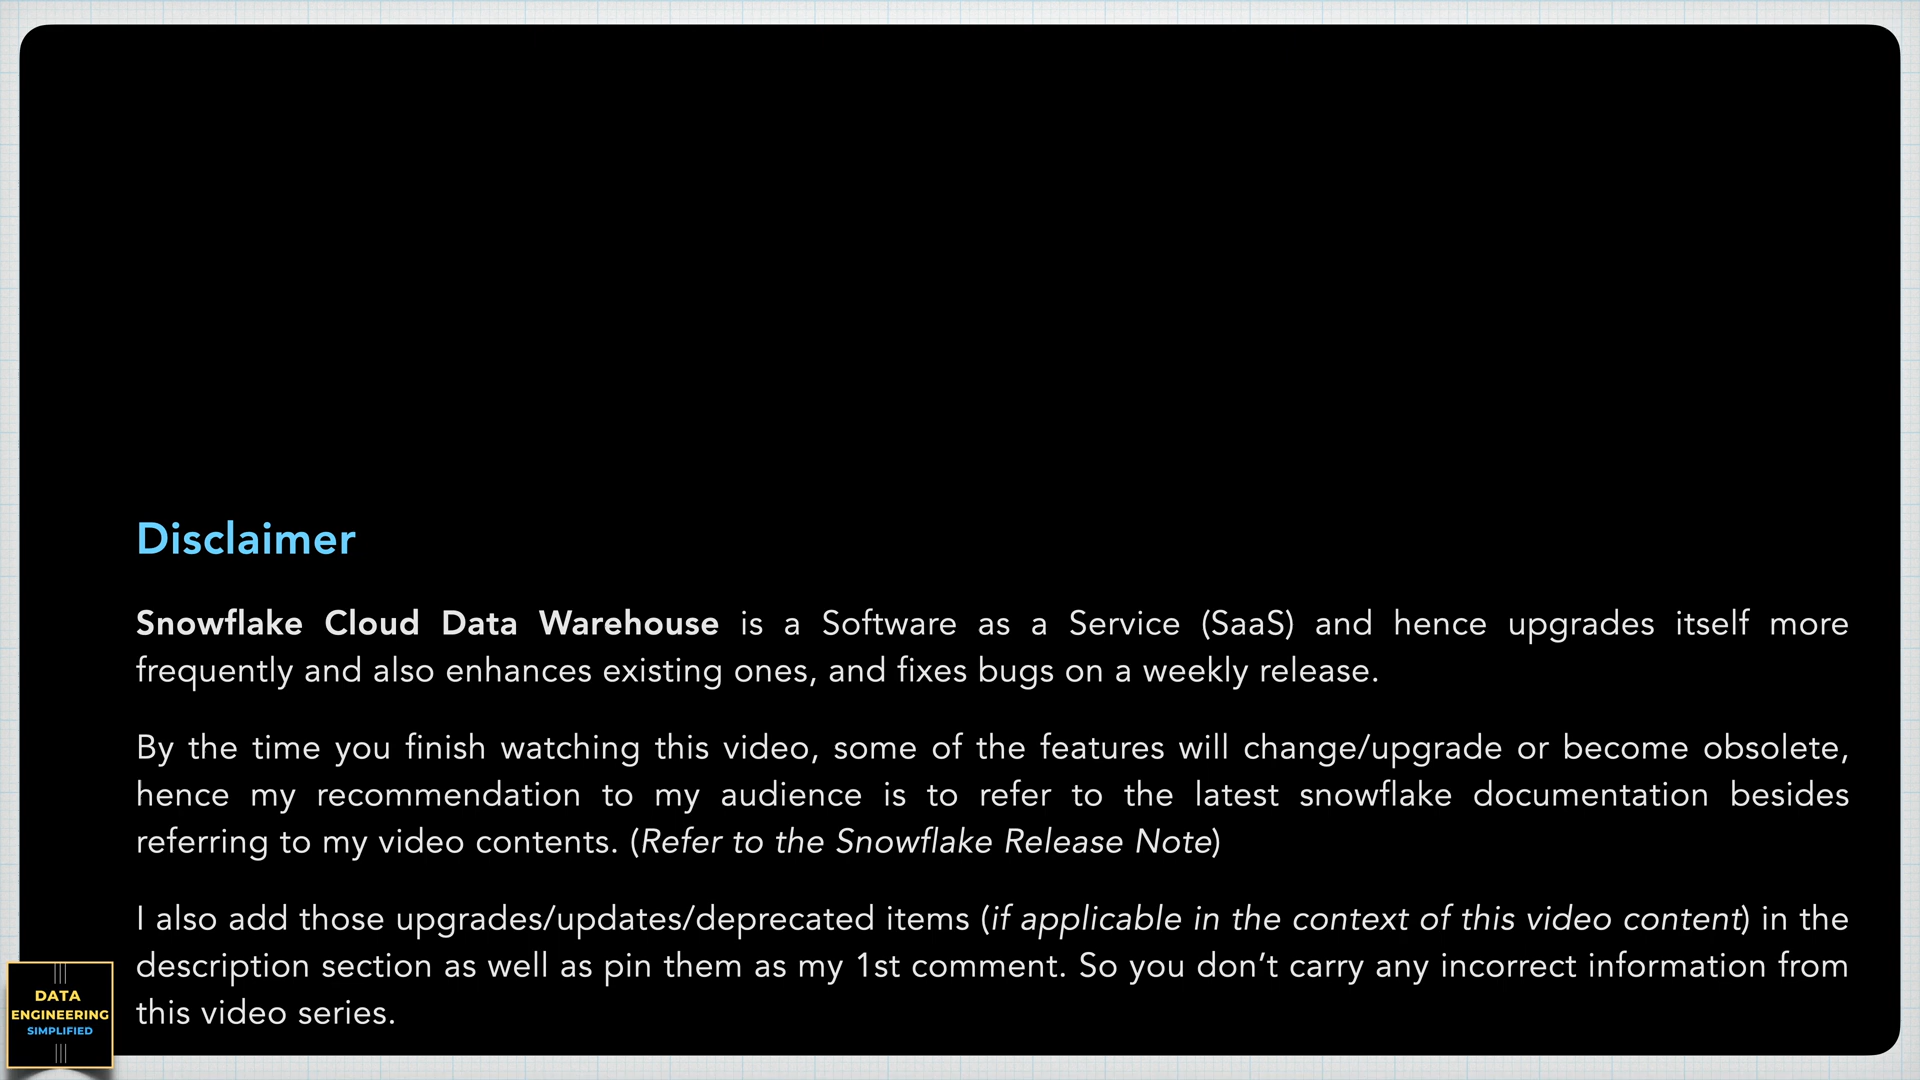 Disclaimer
Snowflake Cloud Data Warehouse is a Software as a Service (SaaS) and hence upgrades itself more
frequently and also enhances existing ones, and fixes bugs on a weekly release.
By the time you finish watching this video, some of the features will change/upgrade or become obsolete,
hence my recommendation to my audience is to refer to the latest snowflake documentation besides
referring to my video contents. (Refer to the Snowflake Release Note)
I also add those upgrades/updates/deprecated items (if applicable in the context of this video content) in the
description section as well as pin them as my 1st comment. So you don’t carry any incorrect information from
this video series.
DATA
ENGINEERING
SIMPLIFIED